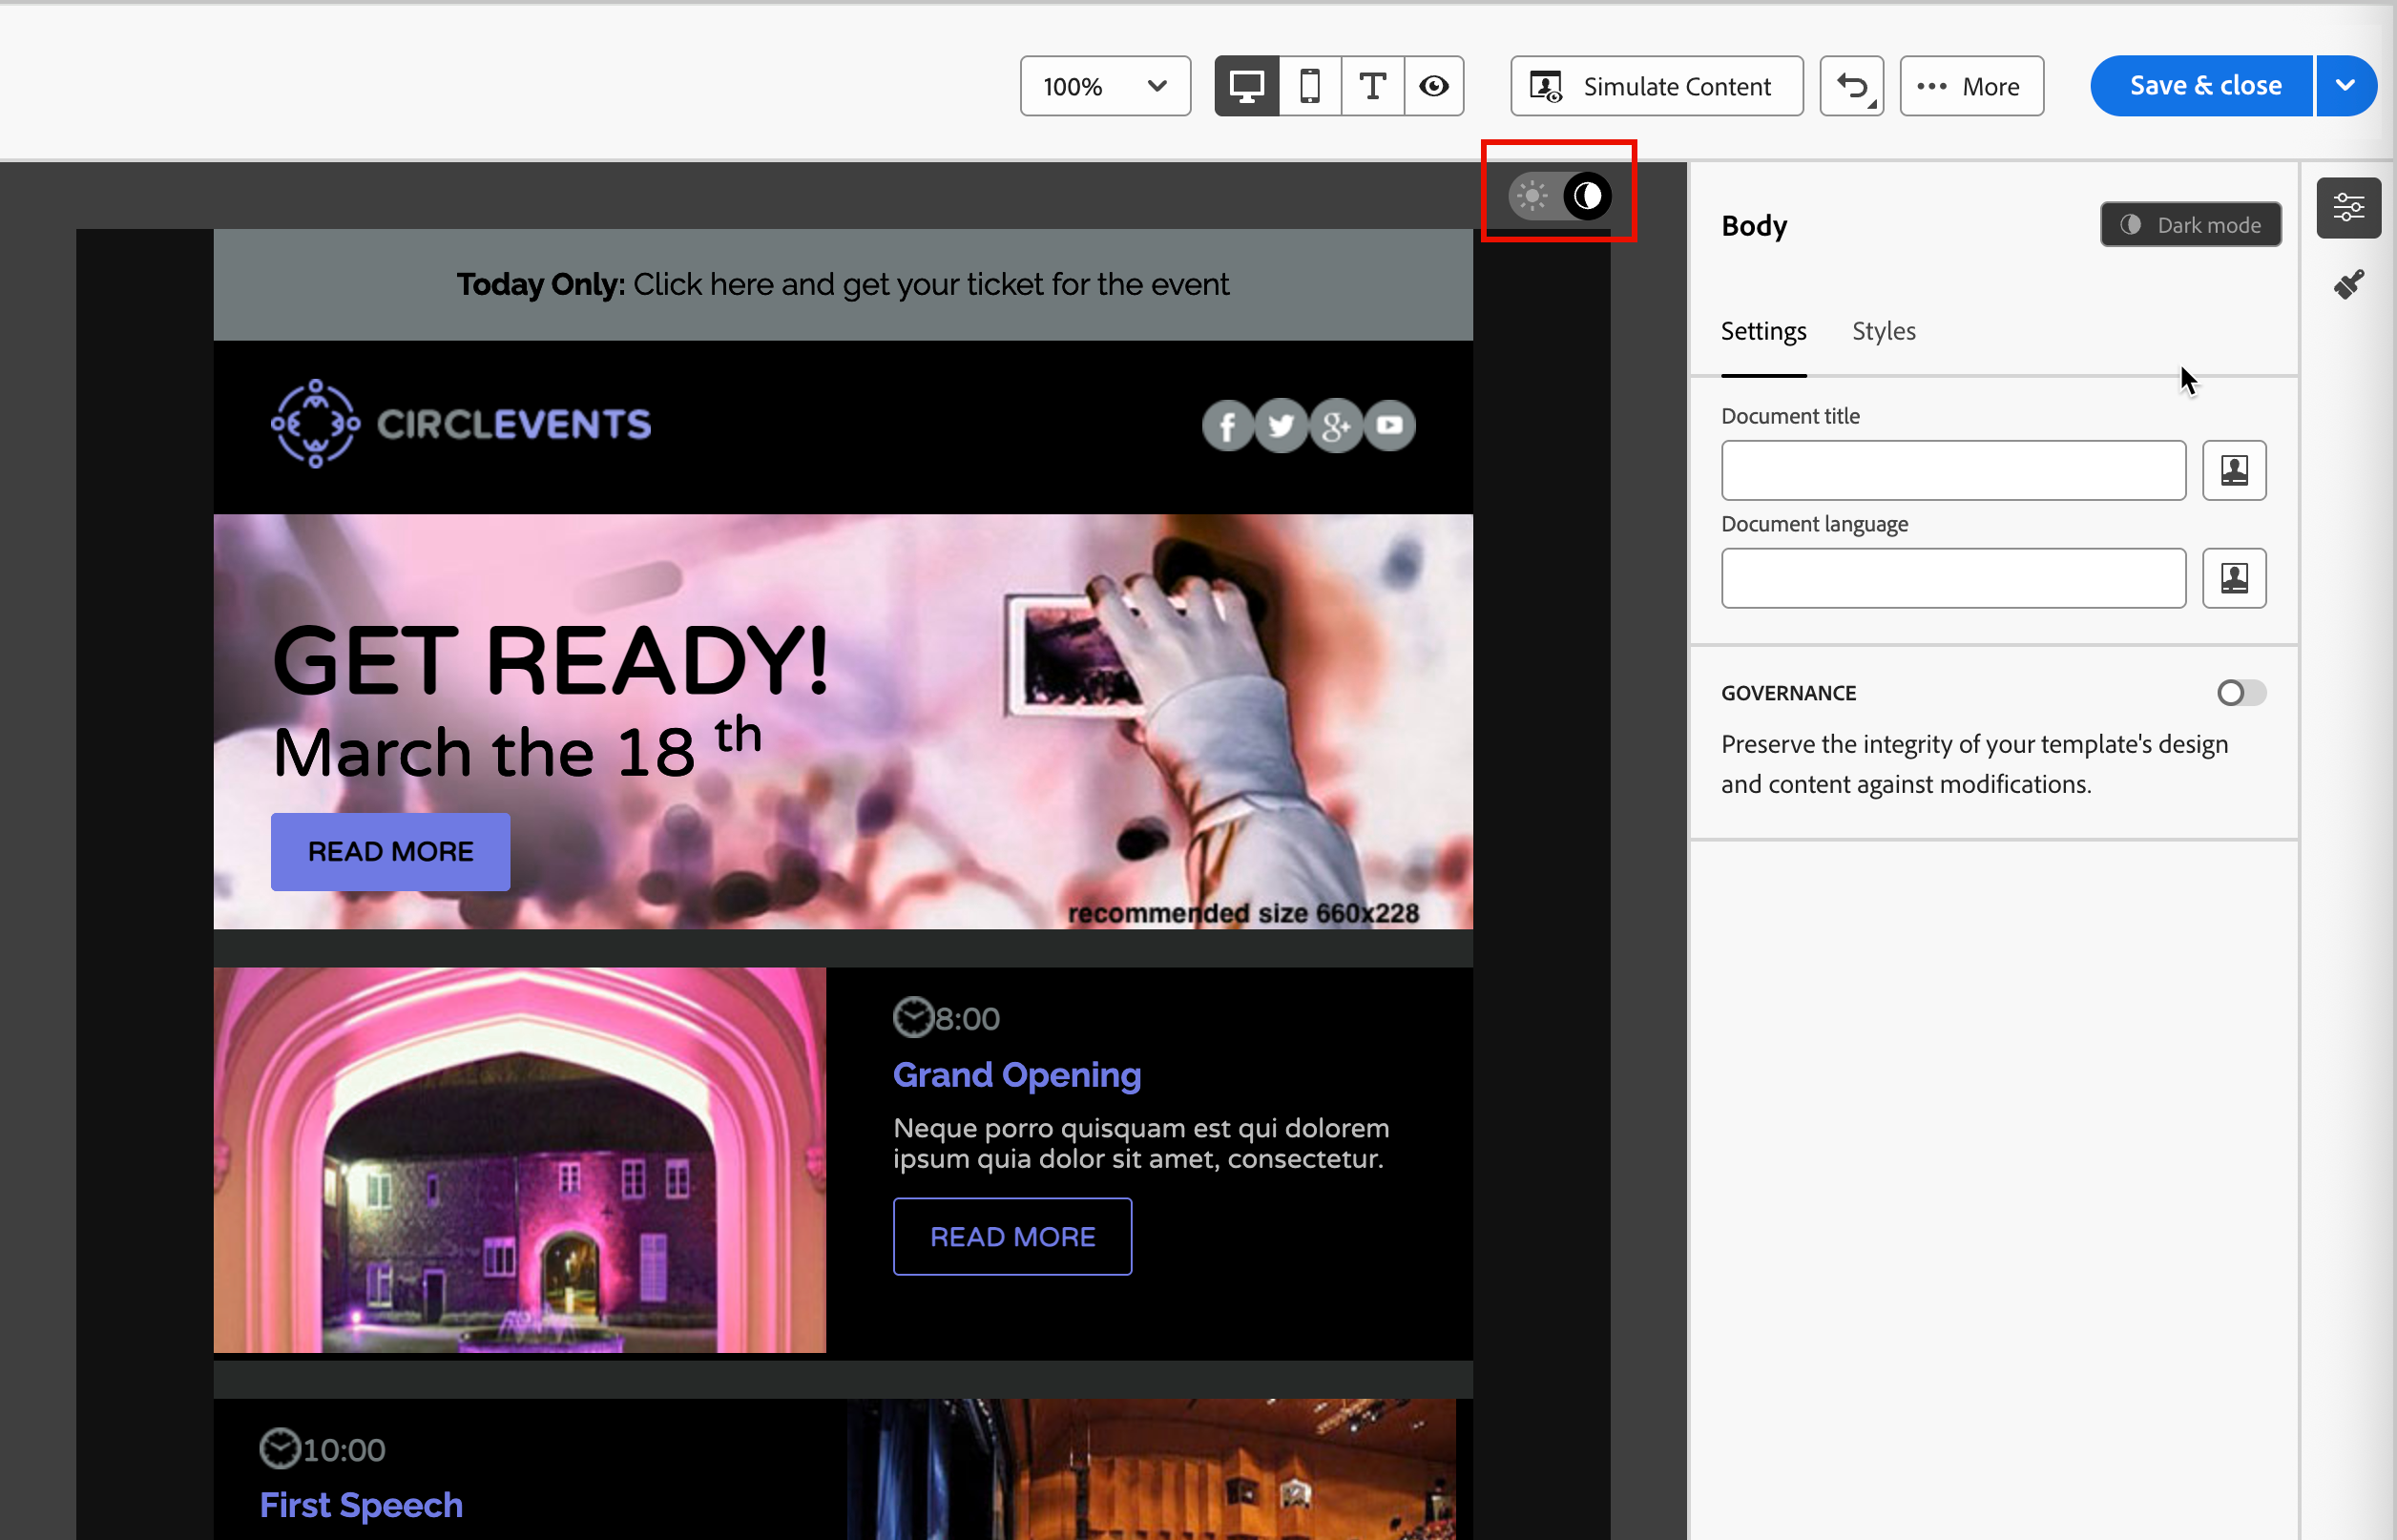 100%
Simulate Content
More
Save & close
Today Only: Click here and get your ticket for the event
CIRCLEVENTS
GET READY!
March the 18 th
READ MORE
recommended size 660x228
8:00
Grand Opening
Neque porro quisquam est qui dolorem
ipsum quia dolor sit amet, consectetur.
READ MORE
10:00
First Speech
Body
Dark mode
Settings Styles
Document title
Document language
GOVERNANCE
Preserve the integrity of your template's design
and content against modifications.